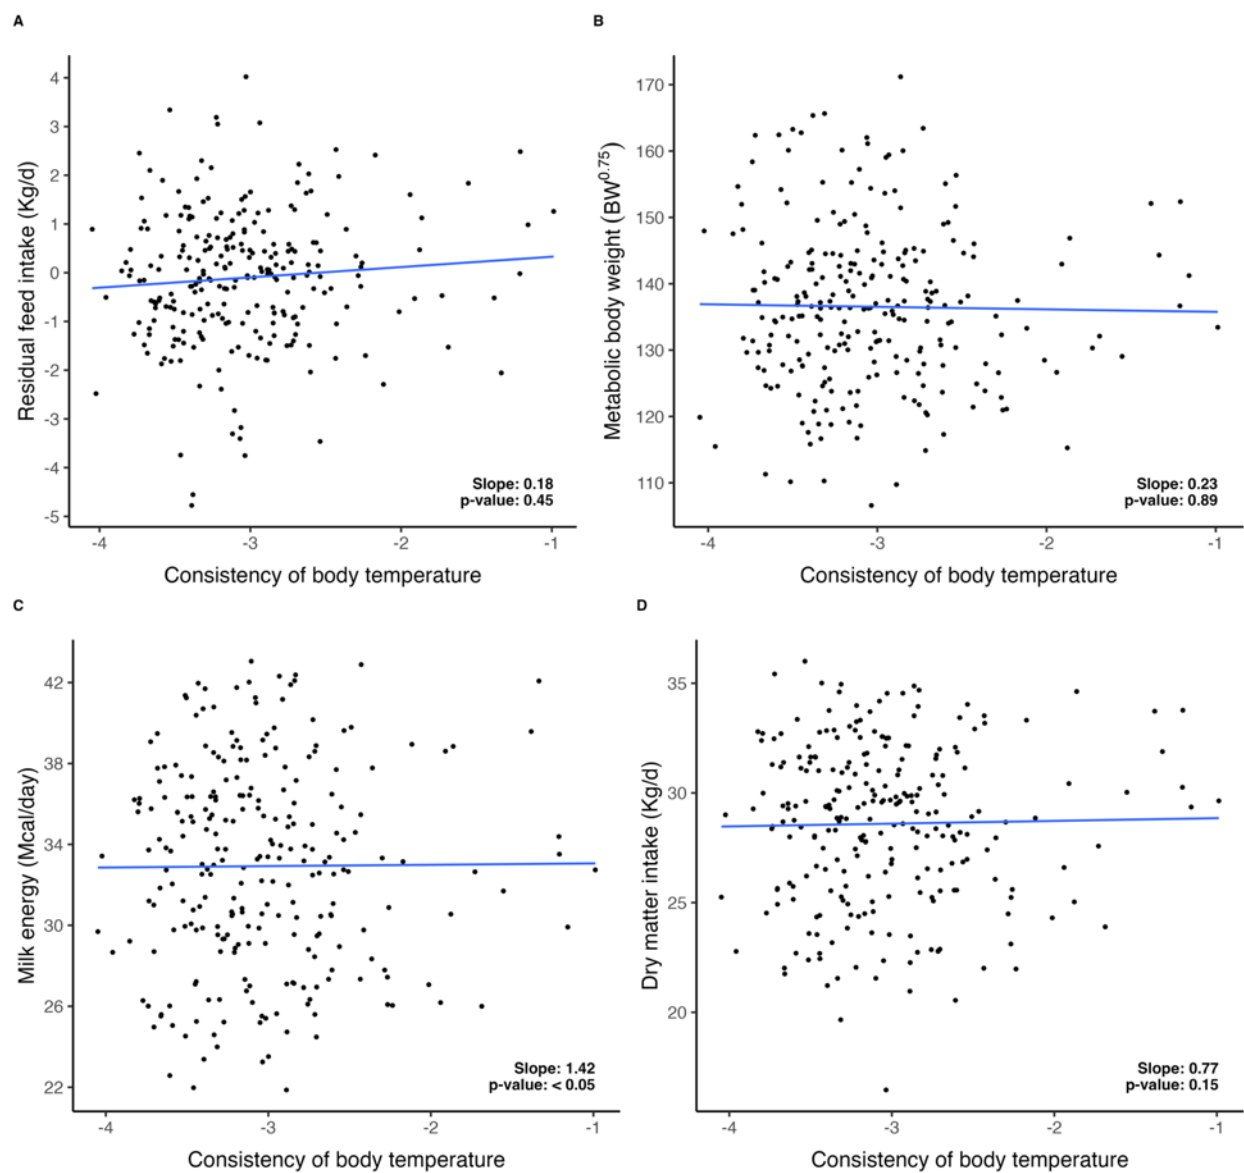 A
Residual feed intake (Kg/d)
4
3
2
1
0
-1
-2
-3
-4
-5
Slope: 0.18
p-value: 0.45
-4 -3 -2 -1
Consistency of body temperature
B
Metabolic body weight (BW^0.75)
170
160
150
140
130
120
110
Slope: 0.23
p-value: 0.89
-4 -3 -2 -1
Consistency of body temperature
C
Milk energy (Mcal/day)
42
38
34
30
26
22
Slope: 1.42
p-value: < 0.05
-4 -3 -2 -1
Consistency of body temperature
D
Dry matter intake (Kg/d)
35
30
25
20
Slope: 0.77
p-value: 0.15
-4 -3 -2 -1
Consistency of body temperature